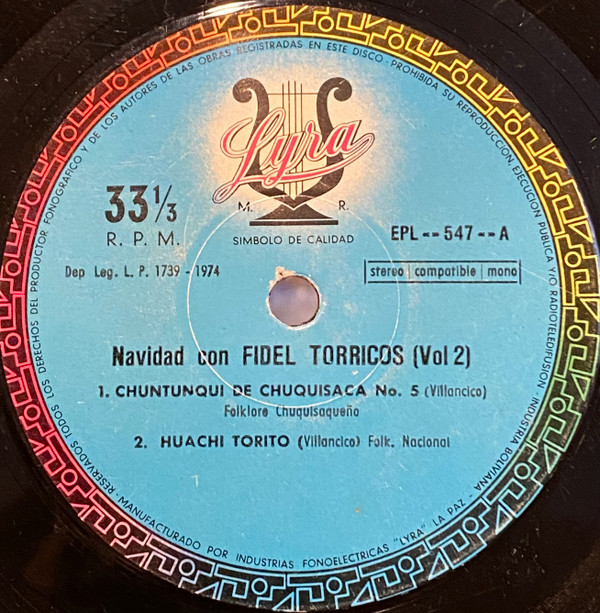 RESERVADOS TODOS LOS DERECHOS DEL PRODUCTOR FONOGRAFICO Y DE LOS AUTORES DE LAS OBRAS REGISTRADAS EN ESTE DISCO - PROHIBIDA SU REPRODUCCION, EJECUCION PUBLICA Y/O RADIOTELEDIFUSION - INDUSTRIA BOLIVIANA
Lyra
M. R.
SIMBOLO DE CALIDAD
33 1/3
R. P. M.
EPL -- 547 -- A
Dep Leg. L. P. 1739 - 1974
stereo | compatible | mono
Navidad con FIDEL TORRICOS (Vol 2)
1. CHUNTUNQUI DE CHUQUISACA No. 5 (Villancico)
Folklore Chuquisaqueño
2. HUACHI TORITO (Villancico) Folk. Nacional
MANUFACTURADO POR INDUSTRIAS FONOELECTRICAS "LYRA" LA PAZ -